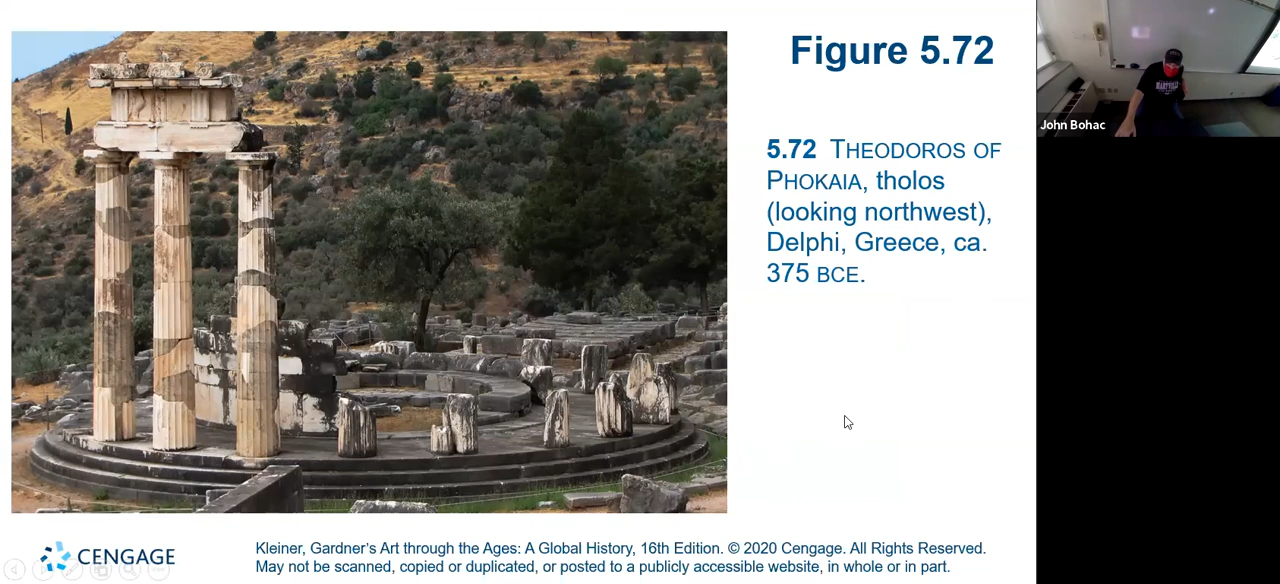 Figure 5.72
5.72 THEODOROS OF
PHOKAIA, tholos
(looking northwest),
Delphi, Greece, ca.
375 BCE.
John Bohac
CENGAGE
Kleiner, Gardner's Art through the Ages: A Global History, 16th Edition. © 2020 Cengage. All Rights Reserved.
May not be scanned, copied or duplicated, or posted to a publicly accessible website, in whole or in part.